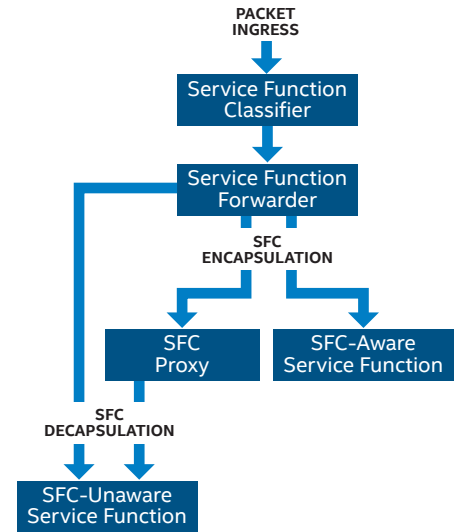 PACKET
INGRESS
Service Function
Classifier
Service Function
Forwarder
SFC
ENCAPSULATION
SFC
Proxy
SFC-Aware
Service Function
SFC
DECAPSULATION
SFC-Unaware
Service Function